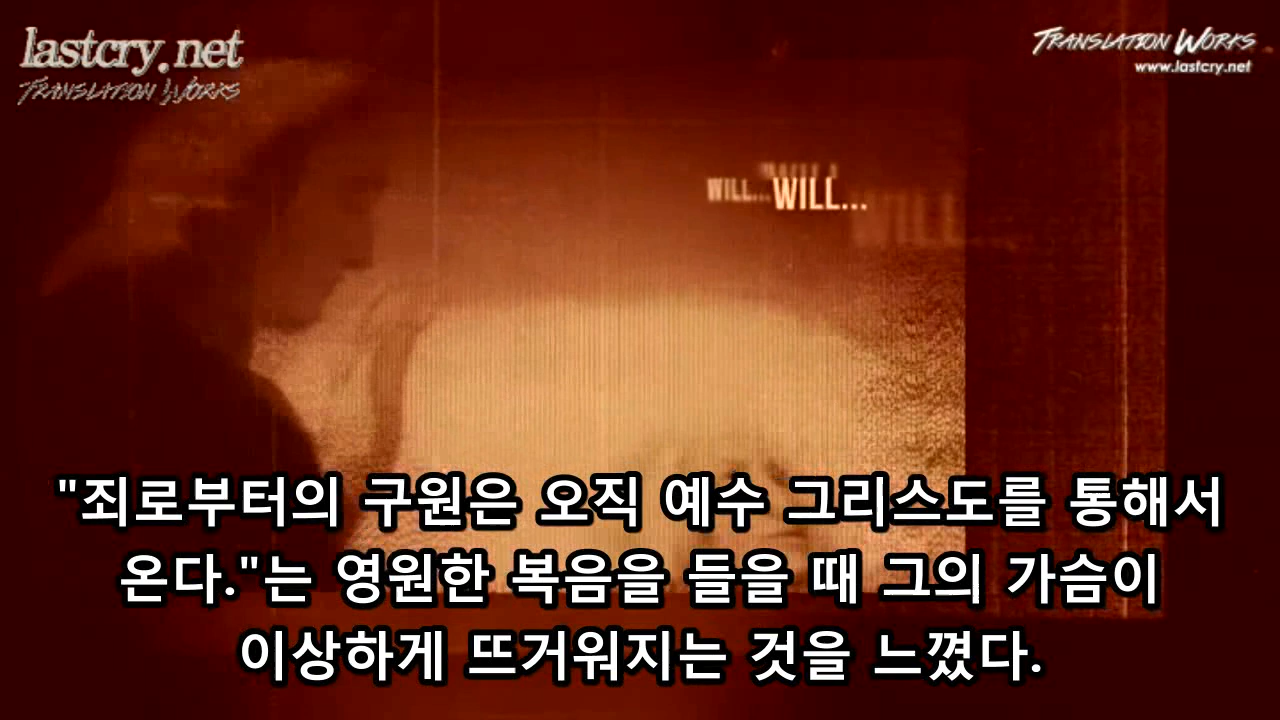 lastcry.net
TRANSLATION WORKS
TRANSLATION WORKS
www.lastcry.net
WILL...WILL...
"죄로부터의 구원은 오직 예수 그리스도를 통해서
온다."는 영원한 복음을 들을 때 그의 가슴이
이상하게 뜨거워지는 것을 느꼈다.